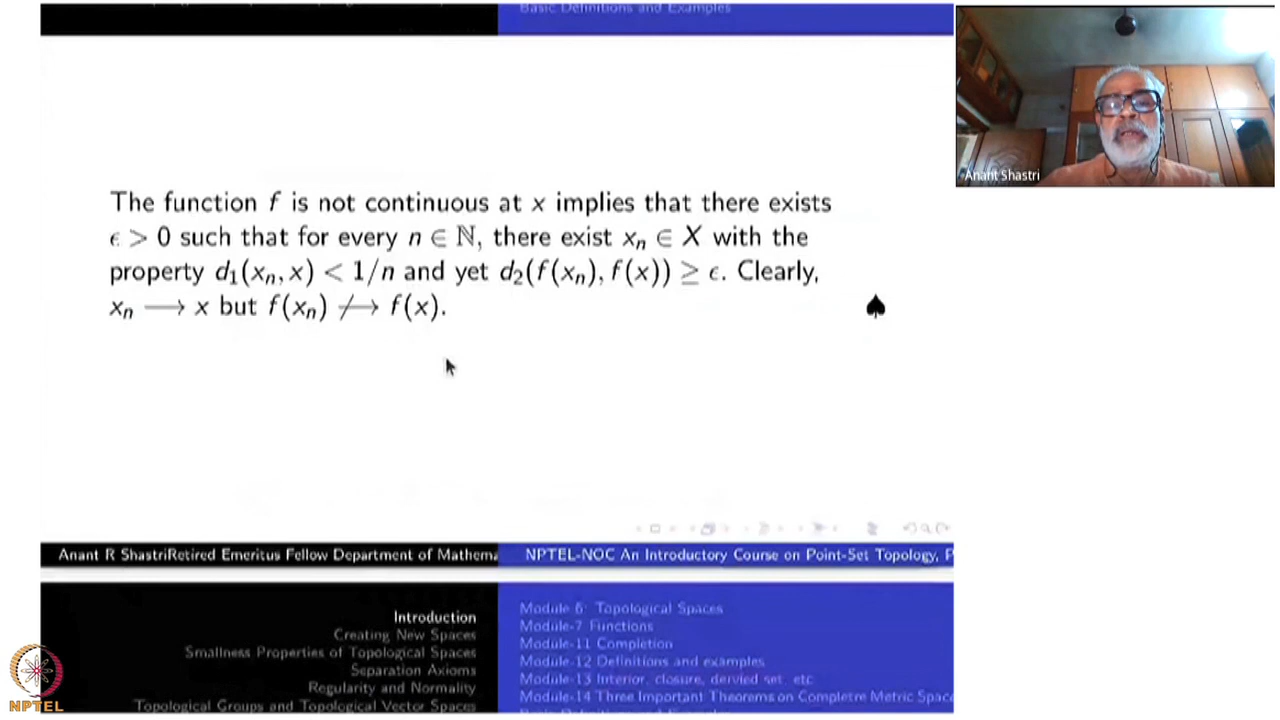 Basic Definitions and Examples
The function f is not continuous at x implies that there exists
ϵ > 0 such that for every n ∈ ℕ, there exist xₙ ∈ X with the
property d₁(xₙ, x) < 1/n and yet d₂(f(xₙ), f(x)) ≥ ϵ. Clearly,
xₙ ⟶ x but f(xₙ) ↛ f(x). ♠
Anant Shastri
Anant R ShastriRetired Emeritus Fellow Department of Mathema
NPTEL-NOC An Introductory Course on Point-Set Topology, P
Introduction
Creating New Spaces
Smallness Properties of Topological Spaces
Separation Axioms
Regularity and Normality
Topological Groups and Topological Vector Spaces
Module 6: Topological Spaces
Module-7 Functions
Module-11 Completion
Module-12 Definitions and examples
Module-13 Interior, closure, dervied set, etc
Module-14 Three Important Theorems on Completre Metric Space
NPTEL